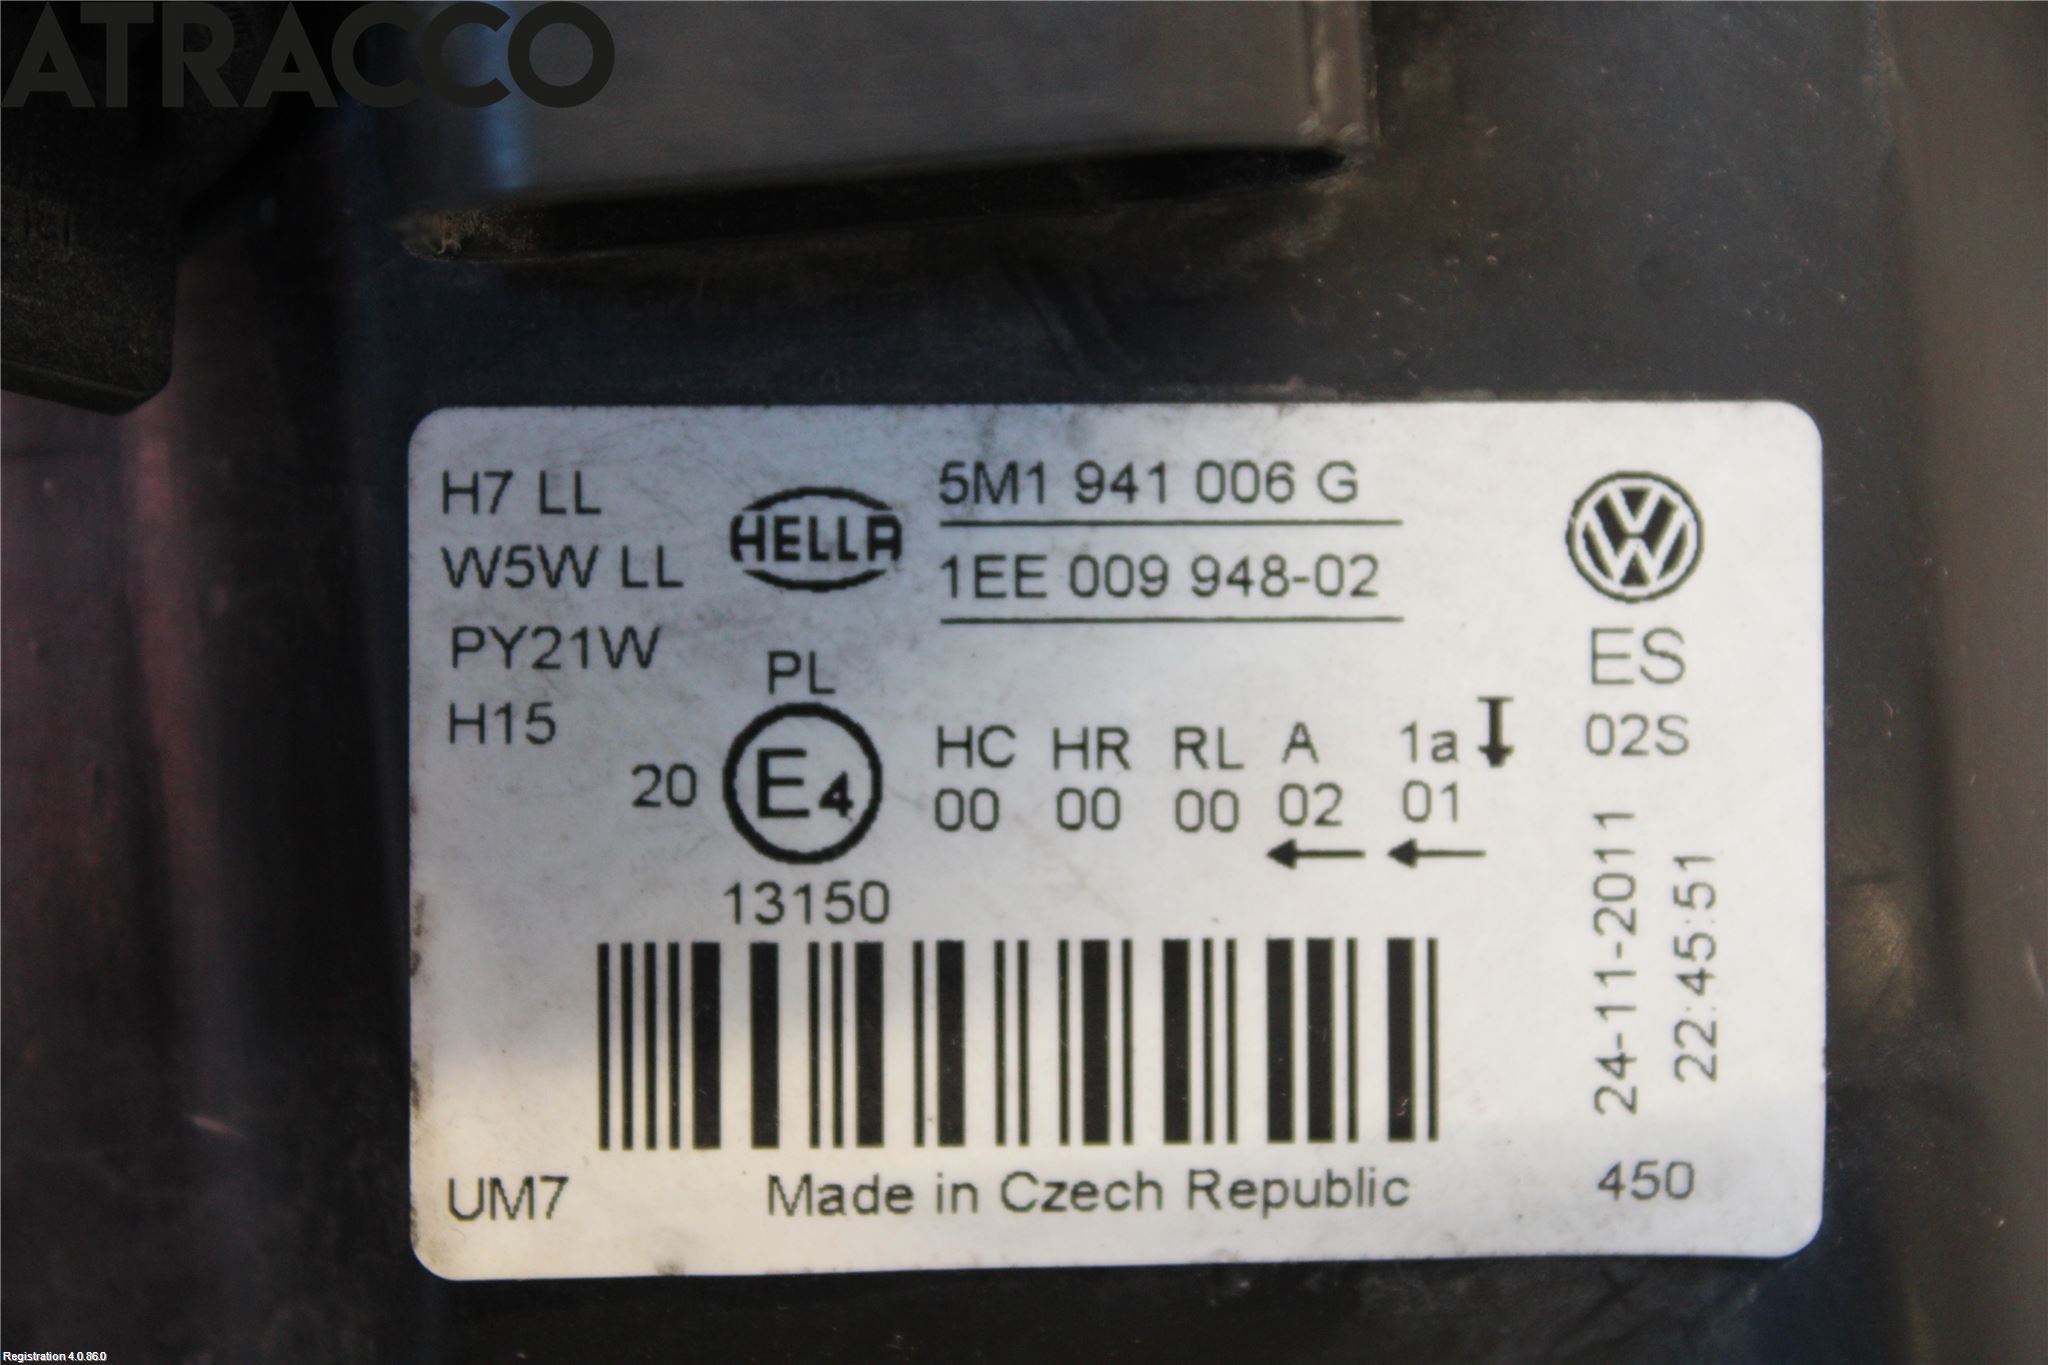 ATRACCO
H7 LL
W5W LL
PY21W
H15
HELLA
5M1 941 006 G
1EE 009 948-02
PL
20
E4
13150
HC HR RL A 1a
00 00 00 02 01
ES
02S
24-11-2011
22:45:51
450
UM7
Made in Czech Republic
Registration 4.0.86.0